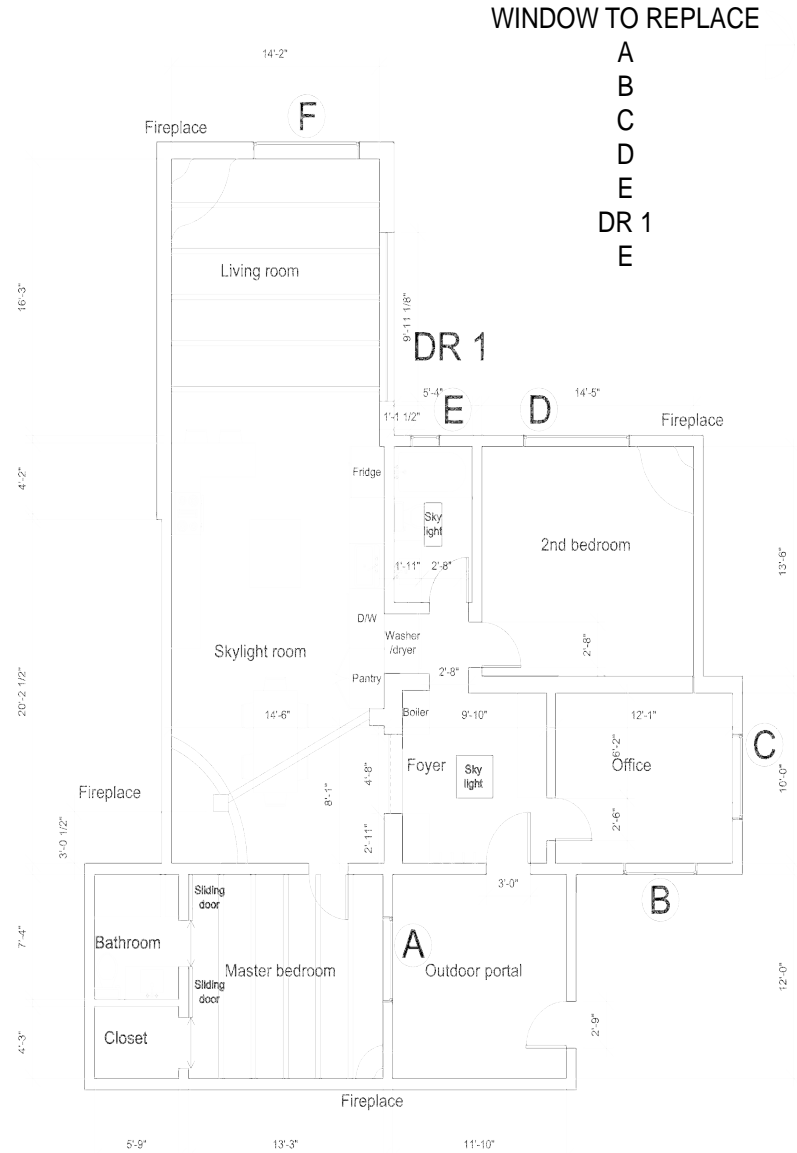 WINDOW TO REPLACE
A
B
C
D
E
DR 1
E
14'-2"
F
Fireplace
Living room
16'-3"
9'-11 1/8"
DR 1
5'-4"
14'-5"
E
D
1'-1 1/2"
Fireplace
4'-2"
Fridge
Sky
light
2nd bedroom
13'-6"
1'-11"
2'-8"
D/W
Washer
/dryer
2'-8"
Skylight room
2'-8"
Pantry
20'-2 1/2"
14'-6"
Boiler
9'-10"
12'-1"
C
6'-2"
Foyer
Sky
light
Office
4'-8"
10'-0"
Fireplace
8'-1"
2'-6"
3'-0 1/2"
2'-11"
Sliding
door
3'-0"
B
Bathroom
7'-4"
A
Master bedroom
Outdoor portal
Sliding
door
12'-0"
Closet
4'-3"
2'-9"
Fireplace
5'-9"
13'-3"
11'-10"